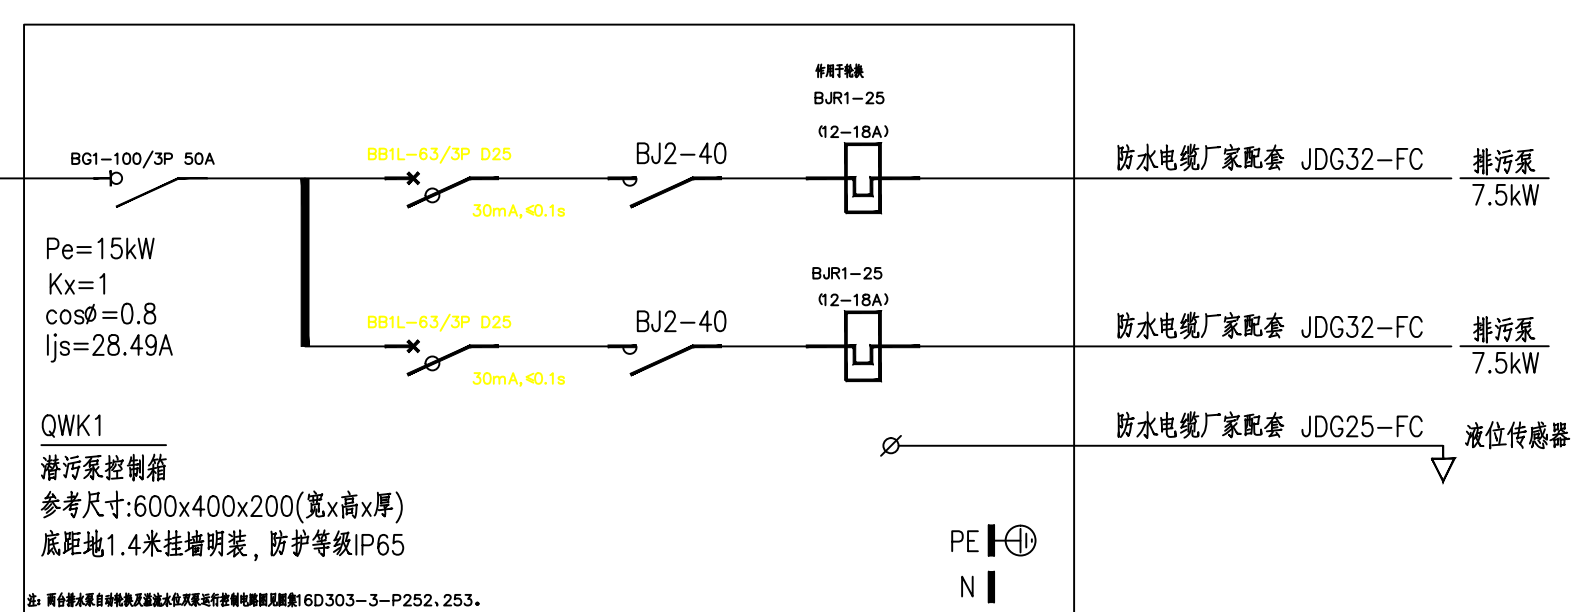 作用于轮换
BJR1-25
(12-18A)
BG1-100/3P 50A
BB1L-63/3P D25
BJ2-40
防水电缆厂家配套 JDG32-FC
排污泵
7.5kW
30mA,≤0.1s
Pe=15kW
Kx=1
cosø=0.8
Ijs=28.49A
BJR1-25
(12-18A)
BB1L-63/3P D25
BJ2-40
防水电缆厂家配套 JDG32-FC
排污泵
7.5kW
30mA,≤0.1s
QWK1
防水电缆厂家配套 JDG25-FC
液位传感器
潜污泵控制箱
参考尺寸:600x400x200(宽x高x厚)
底距地1.4米挂墙明装,防护等级IP65
PE
N
注: 两台排水泵自动轮换及溢流水位双泵运行控制电路图见图集16D303-3-P252、253。